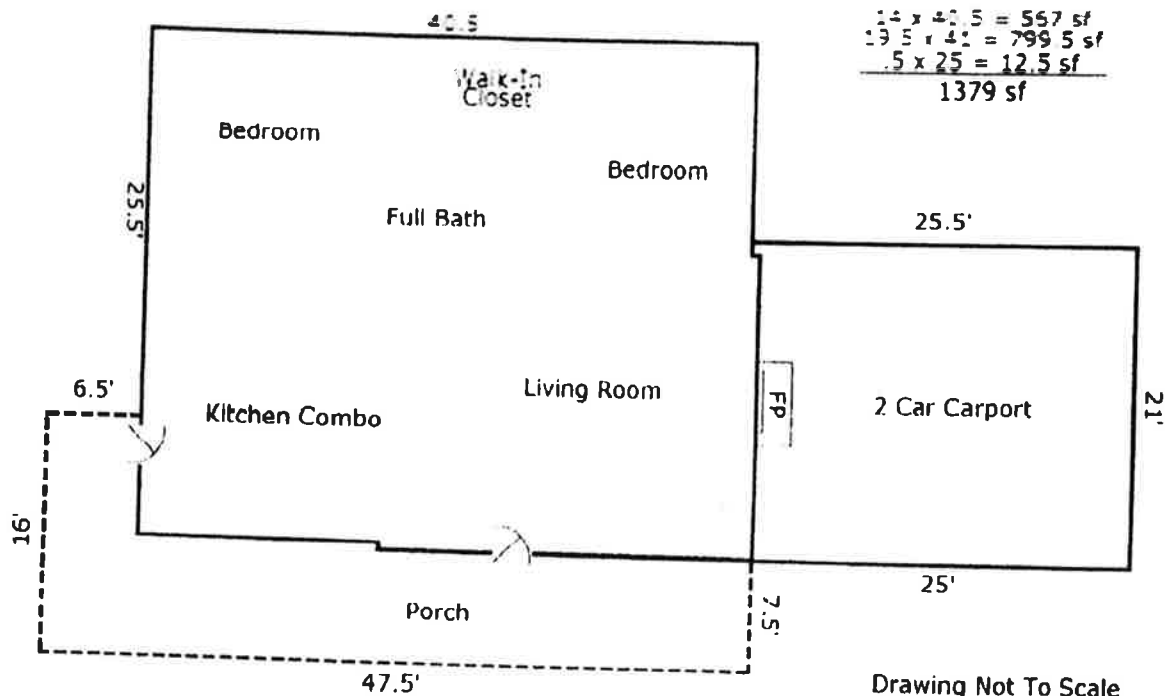 14 x 40.5 = 567 sf
19.5 x 41 = 799.5 sf
.5 x 25 = 12.5 sf
1379 sf
40.5
Walk-In
Closet
Bedroom
Bedroom
25.5'
Full Bath
25.5'
6.5'
Kitchen Combo
Living Room
FP
2 Car Carport
21'
16'
25'
Porch
7.5'
47.5'
Drawing Not To Scale